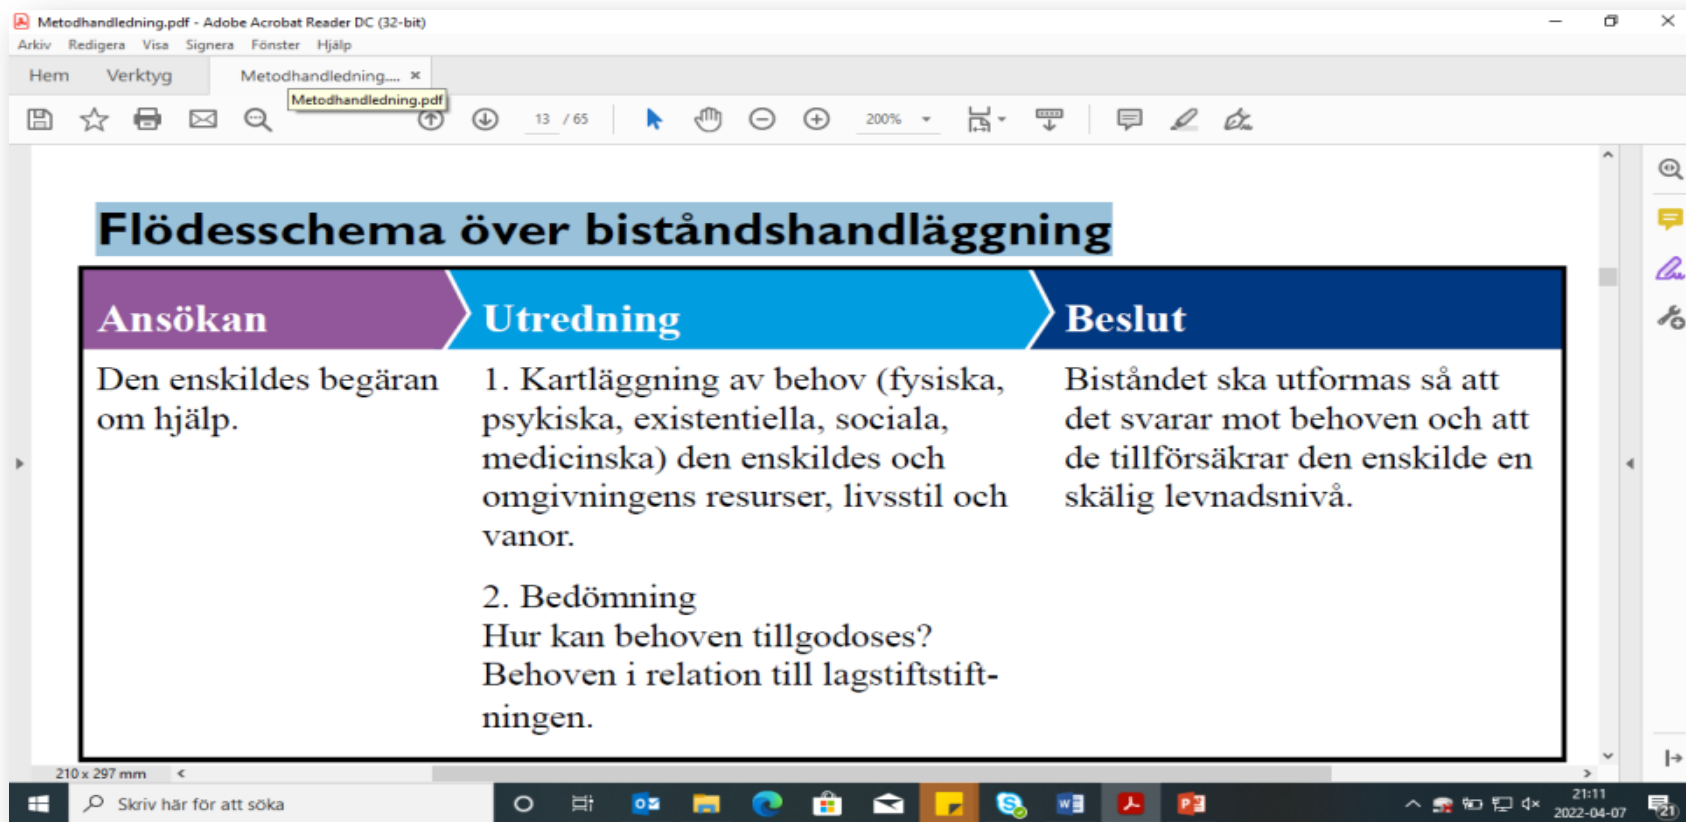 Metodhandledning.pdf - Adobe Acrobat Reader DC (32-bit)
Arkiv Redigera Visa Signera Fönster Hjälp
Hem Verktyg Metodhandledning....
Metodhandledning.pdf
13 / 65 200%
Flödesschema över biståndshandläggning
Ansökan
Den enskildes begäran
om hjälp.
Utredning
1. Kartläggning av behov (fysiska,
psykiska, existentiella, sociala,
medicinska) den enskildes och
omgivningens resurser, livsstil och
vanor.
2. Bedömning
Hur kan behoven tillgodoses?
Behoven i relation till lagstiftstift-
ningen.
Beslut
Biståndet ska utformas så att
det svarar mot behoven och att
de tillförsäkrar den enskilde en
skälig levnadsnivå.
210 x 297 mm
Skriv här för att söka
21:11
2022-04-07
21